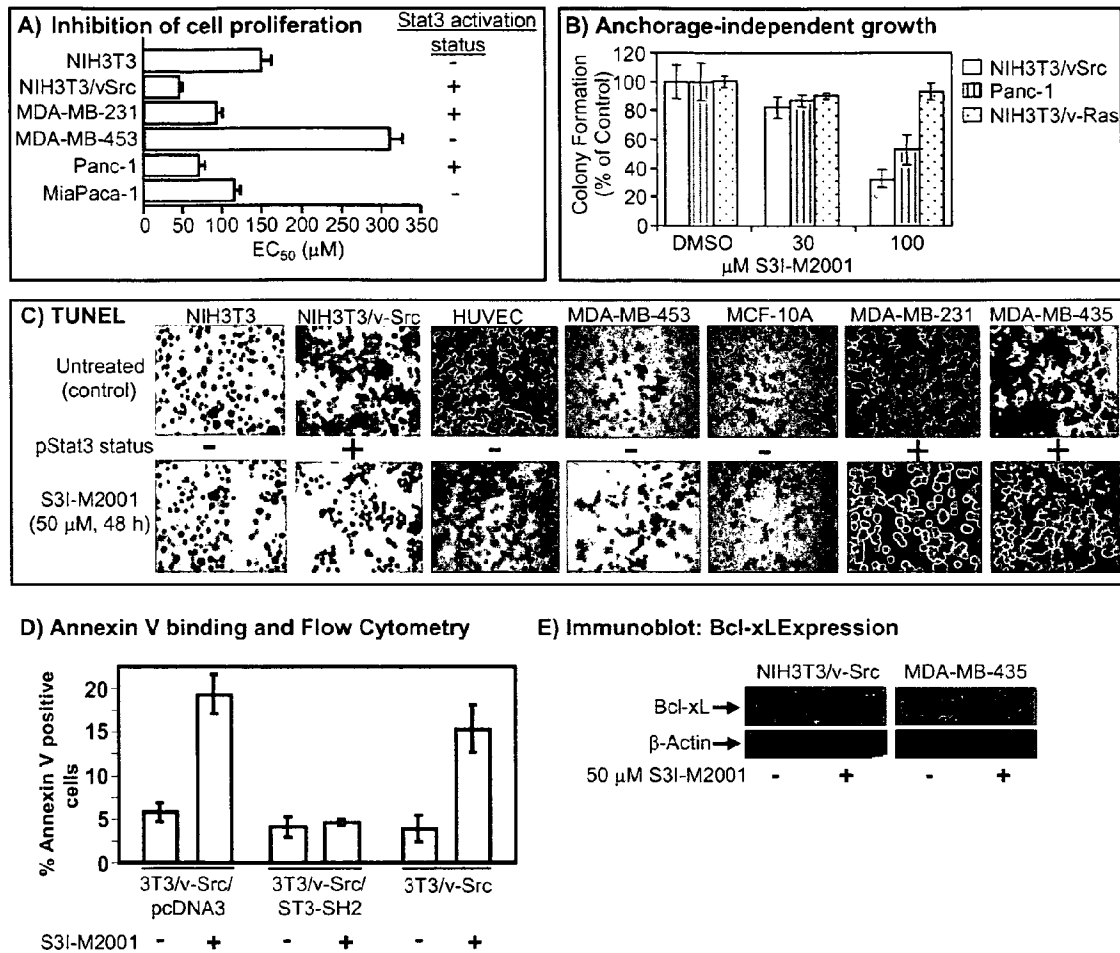 A) Inhibition of cell proliferation
Stat3 activation
status
NIH3T3 -
NIH3T3/vSrc +
MDA-MB-231 +
MDA-MB-453 -
Panc-1 +
MiaPaca-1 -
0 50 100 150 200 250 300 350
EC50 (μM)
B) Anchorage-independent growth
Colony Formation
(% of Control)
120
100
80
60
40
20
0
DMSO 30 100
μM S3I-M2001
NIH3T3/vSrc
Panc-1
NIH3T3/v-Ras
C) TUNEL
NIH3T3 NIH3T3/v-Src HUVEC MDA-MB-453 MCF-10A MDA-MB-231 MDA-MB-435
Untreated
(control)
pStat3 status - + - - - + +
S3I-M2001
(50 μM, 48 h)
D) Annexin V binding and Flow Cytometry
% Annexin V positive
cells
20
15
10
5
0
3T3/v-Src/
pcDNA3
3T3/v-Src/
ST3-SH2
3T3/v-Src
S3I-M2001 - + - + - +
E) Immunoblot: Bcl-xLExpression
NIH3T3/v-Src MDA-MB-435
Bcl-xL
β-Actin
50 μM S3I-M2001 - + - +